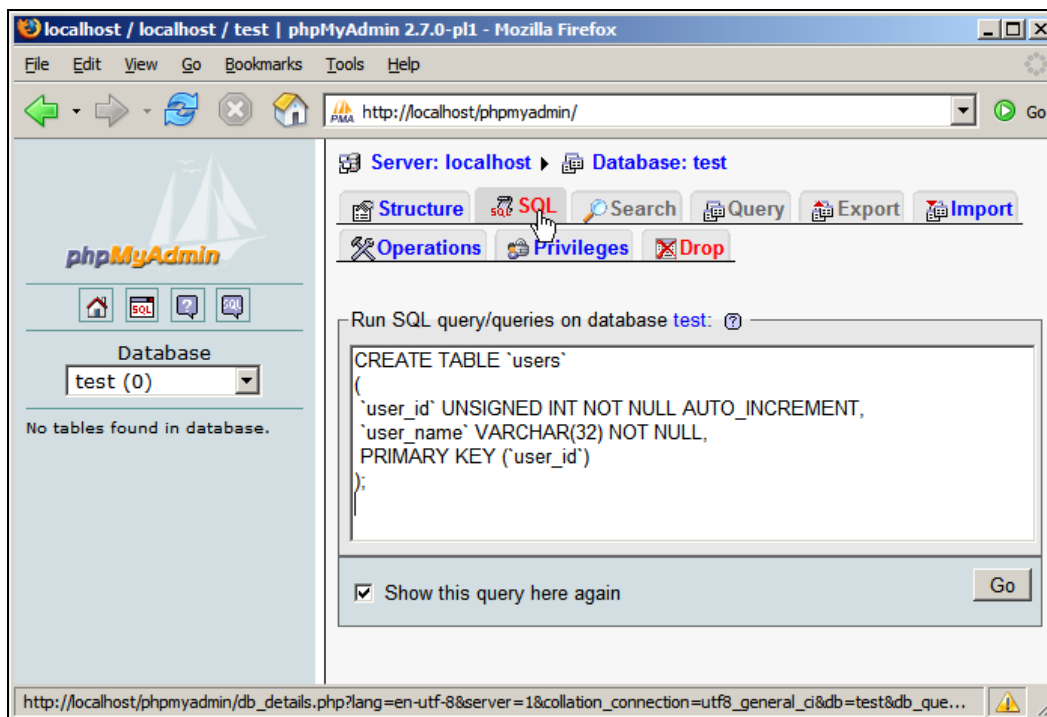 localhost / localhost / test | phpMyAdmin 2.7.0-pl1 - Mozilla Firefox
File Edit View Go Bookmarks Tools Help
PMA http://localhost/phpmyadmin/ Go
phpMyAdmin
SQL ? SQL
Database
test (0)
No tables found in database.
Server: localhost Database: test
Structure SQL SQL Search Query Export Import
Operations Privileges Drop
Run SQL query/queries on database test: ?
CREATE TABLE `users`
(
`user_id` UNSIGNED INT NOT NULL AUTO_INCREMENT,
`user_name` VARCHAR(32) NOT NULL,
PRIMARY KEY (`user_id`)
);
Show this query here again
Go
http://localhost/phpmyadmin/db_details.php?lang=en-utf-8&server=1&collation_connection=utf8_general_ci&db=test&db_que...